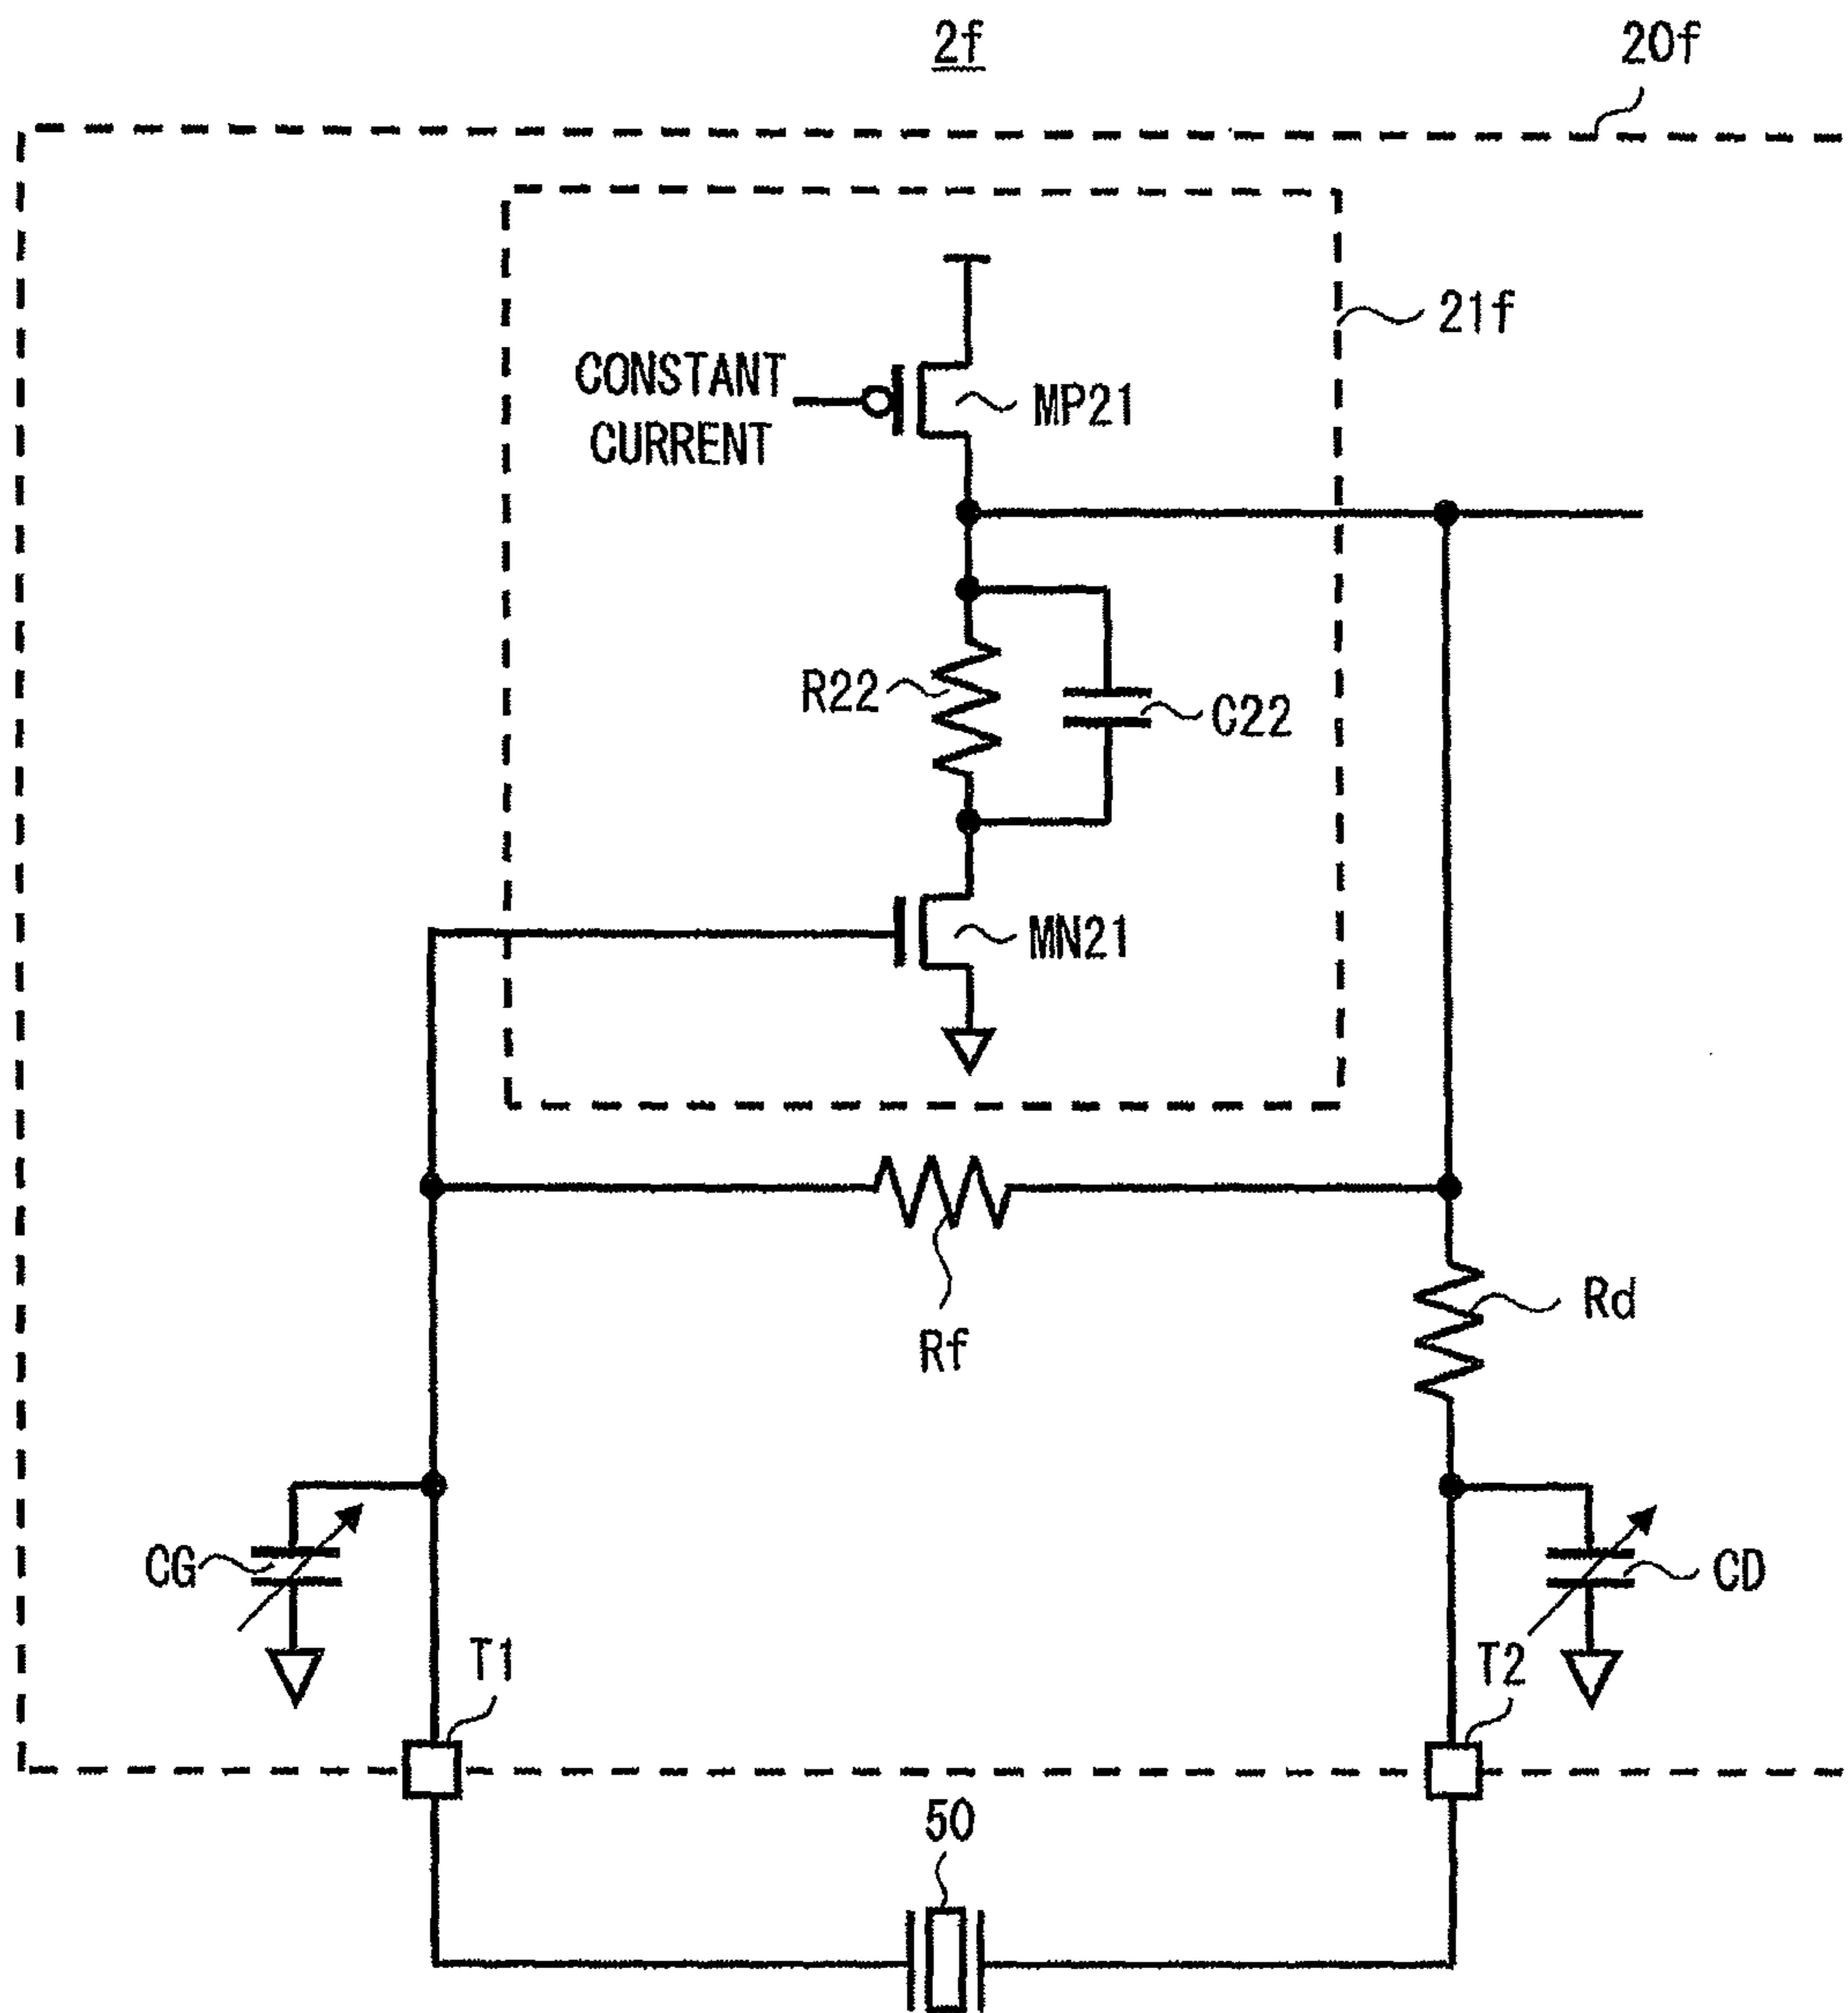 2f
20f
21f
CONSTANT
CURRENT
MP21
R22
C22
MN21
Rf
Rd
CG
CD
T1
T2
50